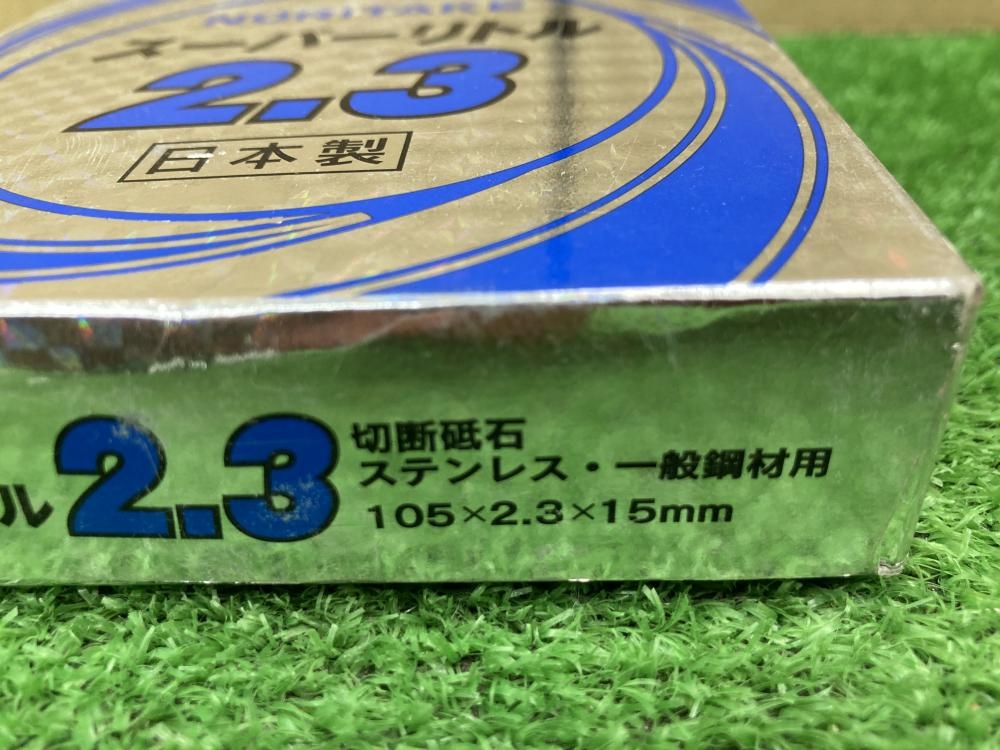 NORITAKE
スーパーリトル
2.3
日本製
ル 2.3
切断砥石
ステンレス・一般鋼材用
105×2.3×15mm